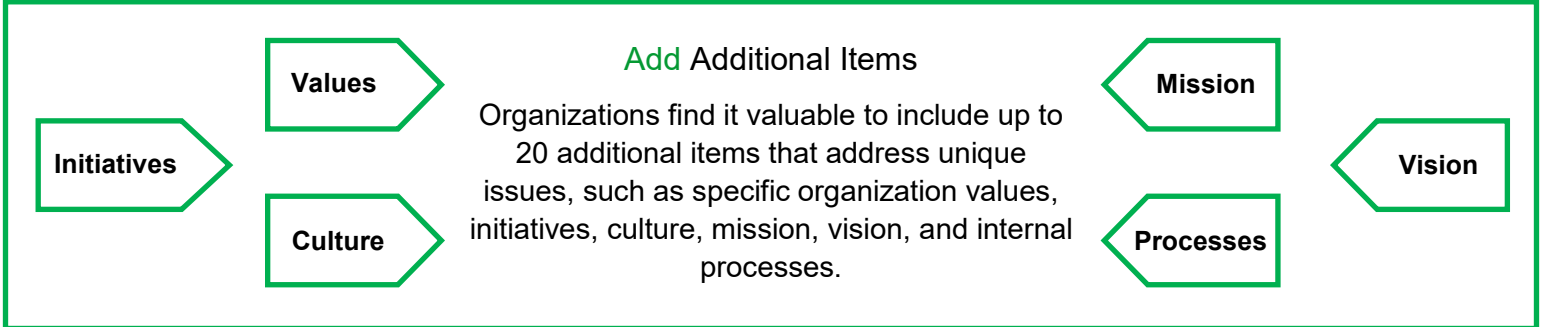 Add Additional Items
Values
Mission
Organizations find it valuable to include up to
20 additional items that address unique
Initiatives
Vision
issues, such as specific organization values,
initiatives, culture, mission, vision, and internal
Culture
Processes
processes.